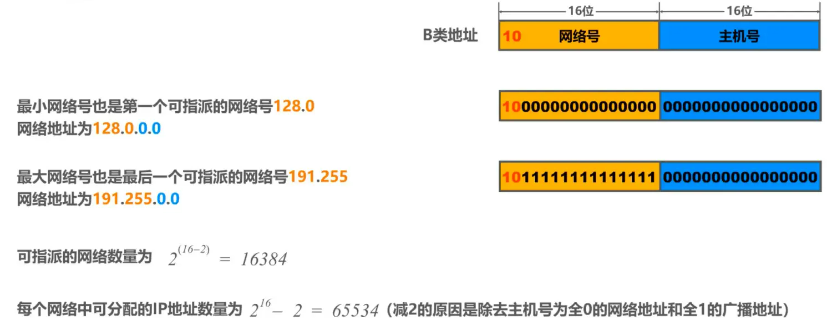 16位 16位
B类地址 10 网络号 主机号
最小网络号也是第一个可指派的网络号128.0
网络地址为128.0.0.0
1000000000000000 0000000000000000
最大网络号也是最后一个可指派的网络号191.255
网络地址为191.255.0.0
1011111111111111 0000000000000000
可指派的网络数量为 2^(16-2) = 16384
每个网络中可分配的IP地址数量为 2^16 - 2 = 65534 (减2的原因是除去主机号为全0的网络地址和全1的广播地址)